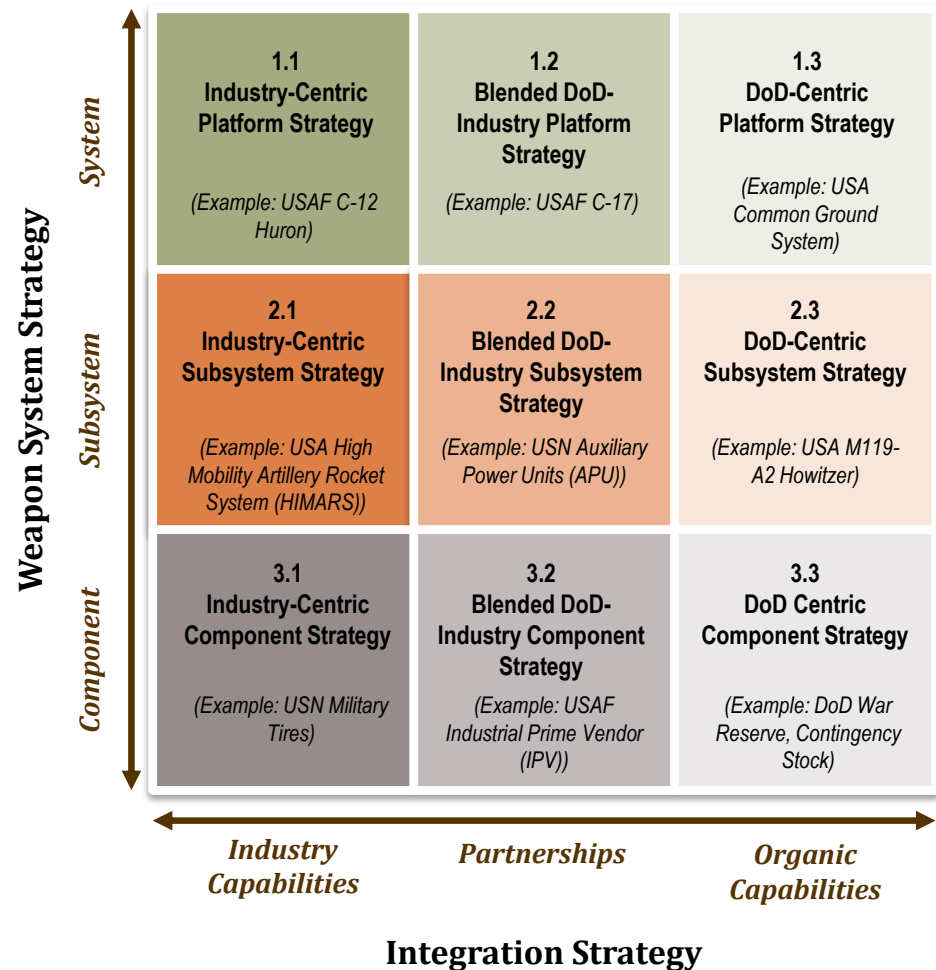 Weapon System Strategy
System
1.1
Industry-Centric
Platform Strategy
(Example: USAF C-12
Huron)
1.2
Blended DoD-
Industry Platform
Strategy
(Example: USAF C-17)
1.3
DoD-Centric
Platform Strategy
(Example: USA
Common Ground
System)
Subsystem
2.1
Industry-Centric
Subsystem Strategy
(Example: USA High
Mobility Artillery Rocket
System (HIMARS))
2.2
Blended DoD-
Industry Subsystem
Strategy
(Example: USN Auxiliary
Power Units (APU))
2.3
DoD-Centric
Subsystem Strategy
(Example: USA M119-
A2 Howitzer)
Component
3.1
Industry-Centric
Component Strategy
(Example: USN Military
Tires)
3.2
Blended DoD-
Industry Component
Strategy
(Example: USAF
Industrial Prime Vendor
(IPV))
3.3
DoD Centric
Component Strategy
(Example: DoD War
Reserve, Contingency
Stock)
Industry
Capabilities
Partnerships
Organic
Capabilities
Integration Strategy